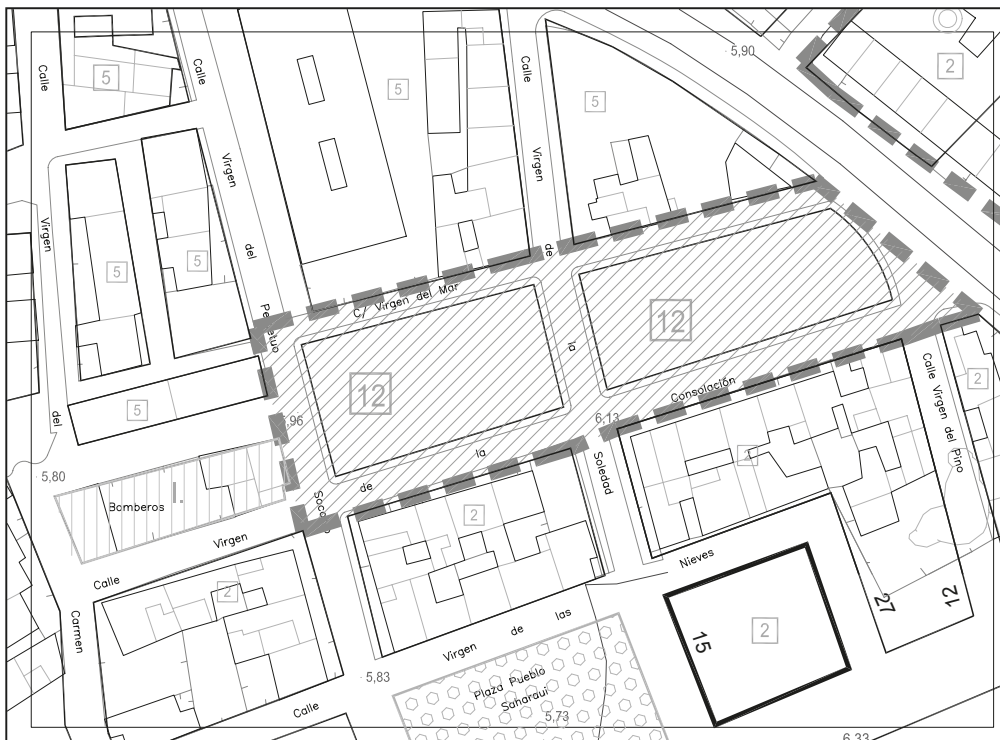 Calle
5
Calle
5
Virgen
Virgen
5
5,90
2
Virgen
5
5
del
de
C/ Virgen del Mar
Perpetuo
12
la
12
5
del
5,96
6,13
Consolación
Calle Virgen del Pino
2
la
de
Soledad
2
5,80
Bomberos
Socorro
2
Virgen
Calle
Nieves
2
27
12
Carmen
de
las
Virgen
15
2
5,83
Plaza Pueblo
Saharaui
Calle
5,73
6,33